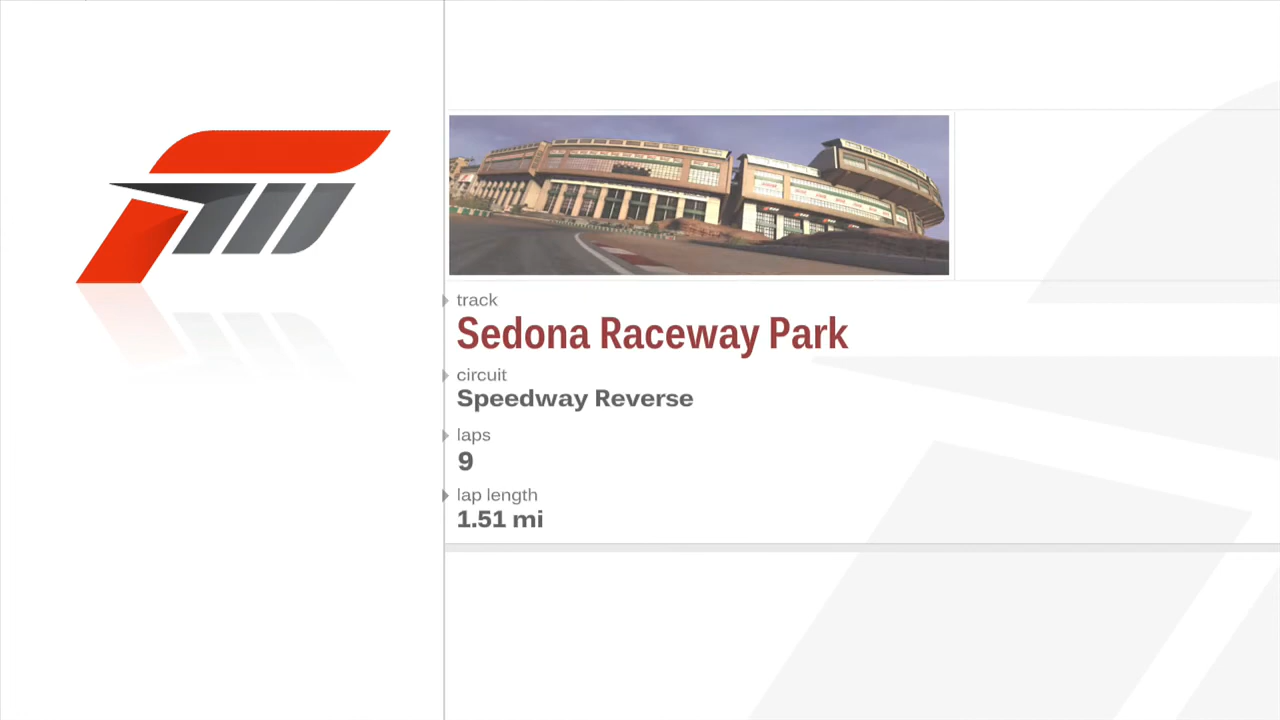 track
Sedona Raceway Park
circuit
Speedway Reverse
laps
9
lap length
1.51 mi